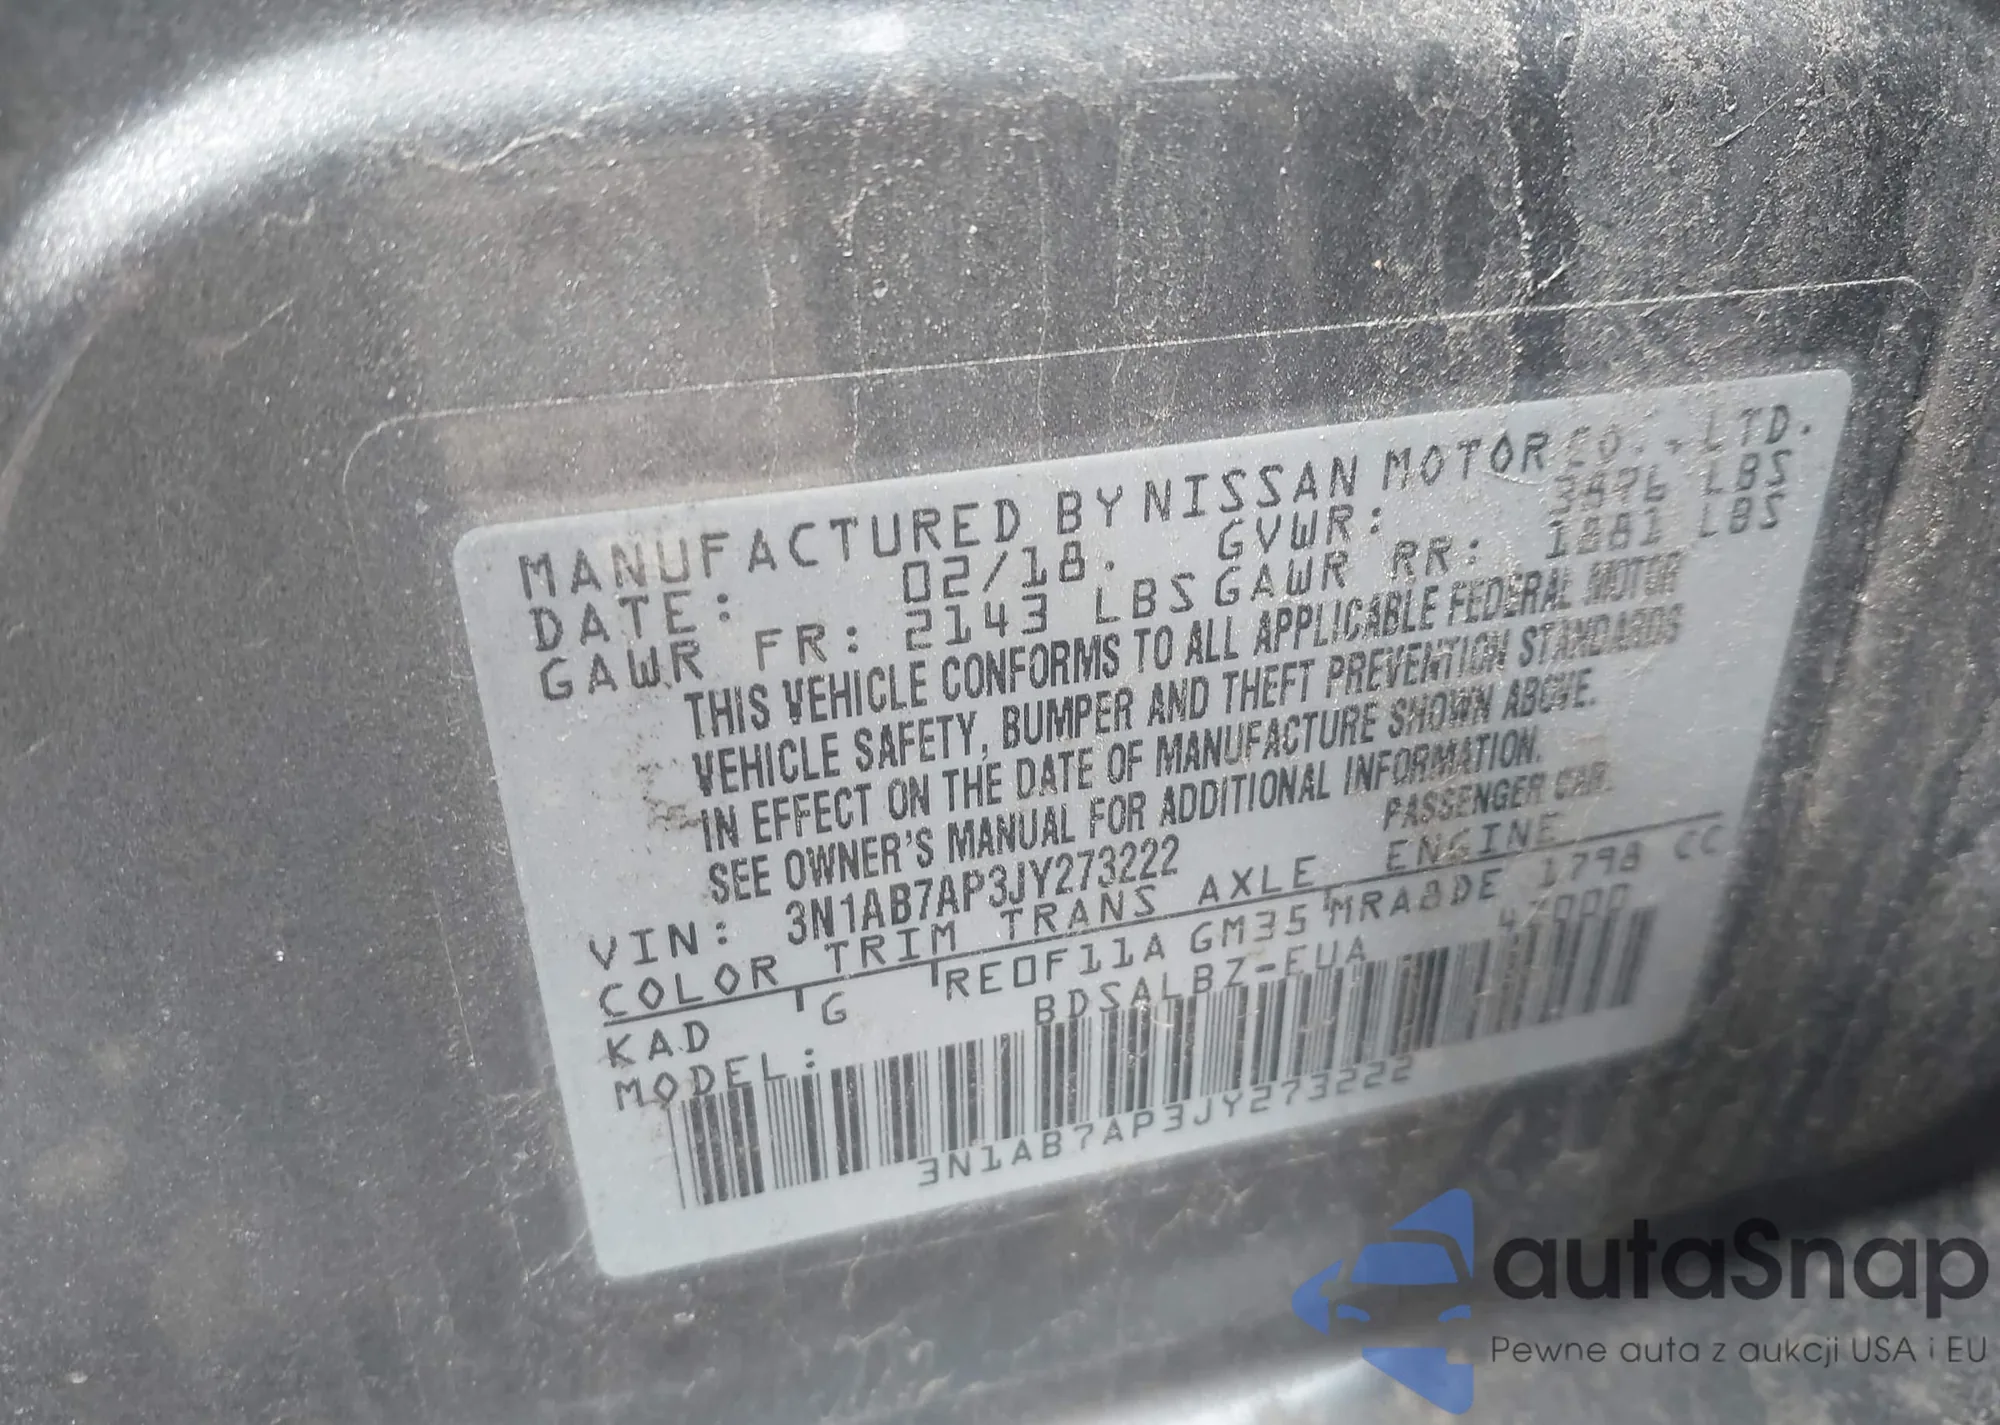 MANUFACTURED BY NISSAN MOTOR CO., LTD.
DATE: 02/18. GVWR: LBS
GAWR FR: 2143 LBS GAWR RR: LBS
THIS VEHICLE CONFORMS TO ALL APPLICABLE FEDERAL MOTOR
VEHICLE SAFETY, BUMPER AND THEFT PREVENTION STANDARDS
IN EFFECT ON THE DATE OF MANUFACTURE SHOWN ABOVE.
SEE OWNER'S MANUAL FOR ADDITIONAL INFORMATION.
VIN: 3N1AB7AP3JY273222 PASSENGER CAR.
COLOR TRIM TRANS AXLE ENGINE
KAD G RE0F11A GM35 MRA8DE 1798 CC
MODEL: BDSALBZ-EUA
3N1AB7AP3JY273222
autaSnap
Pewne auta z aukcji USA i EU